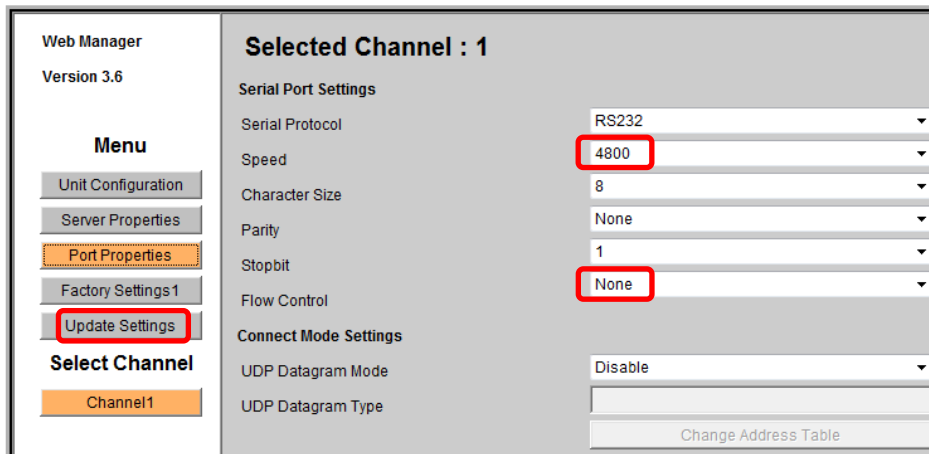 Web Manager
Version 3.6
Menu
Unit Configuration
Server Properties
Port Properties
Factory Settings1
Update Settings
Select Channel
Channel1
Selected Channel : 1
Serial Port Settings
Serial Protocol RS232
Speed 4800
Character Size 8
Parity None
Stopbit 1
Flow Control None
Connect Mode Settings
UDP Datagram Mode Disable
UDP Datagram Type
Change Address Table